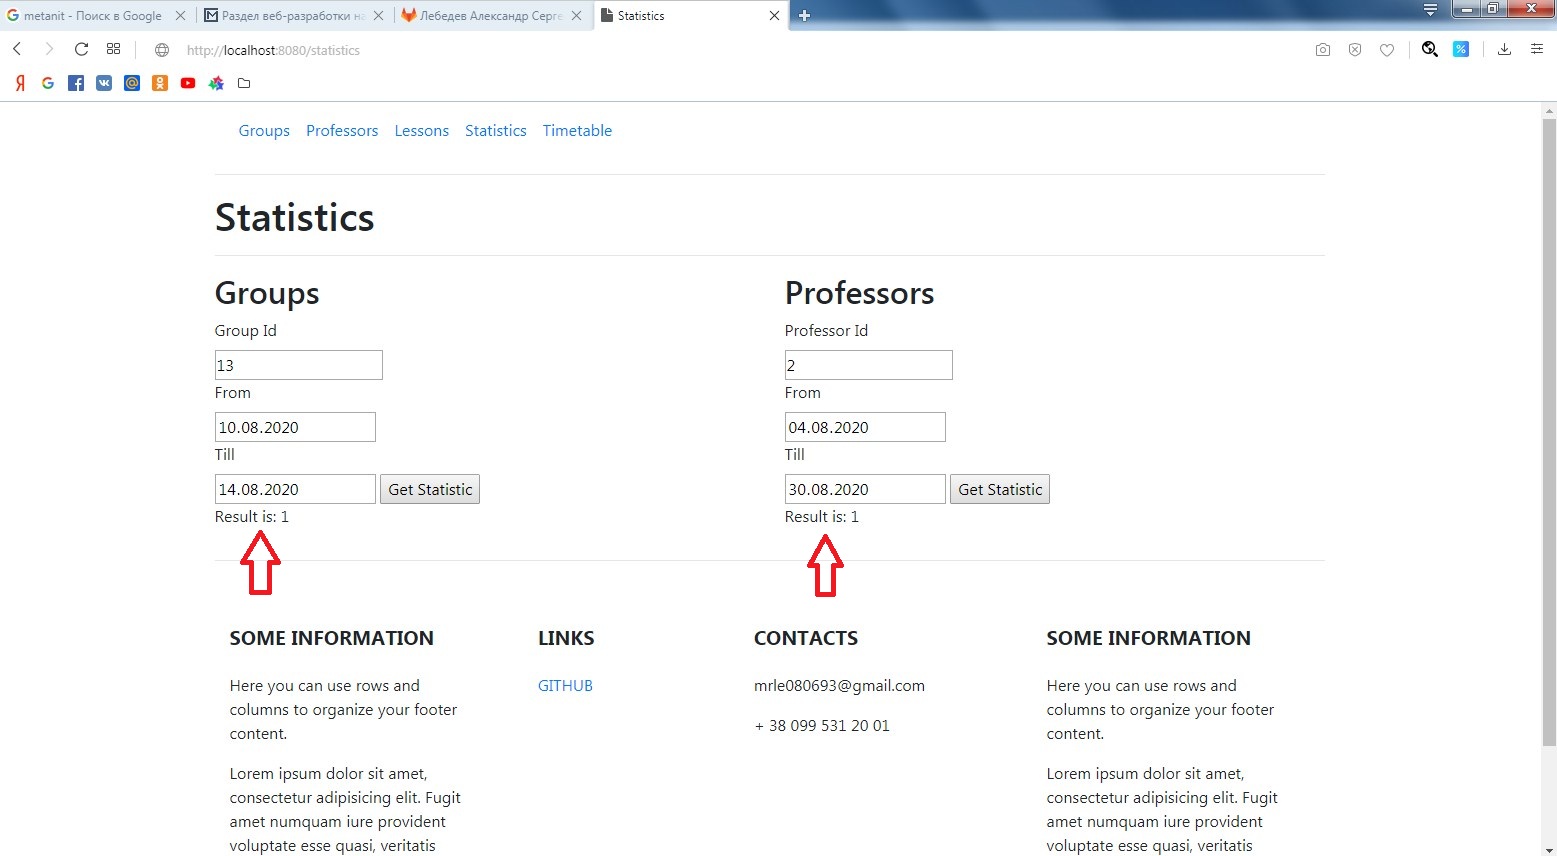 metanit - Поиск в Google
Раздел веб-разработки на
Лебедев Александр Серге
Statistics
http://localhost:8080/statistics
Groups Professors Lessons Statistics Timetable
Statistics
Groups
Group Id
13
From
10.08.2020
Till
14.08.2020 Get Statistic
Result is: 1
Professors
Professor Id
2
From
04.08.2020
Till
30.08.2020 Get Statistic
Result is: 1
SOME INFORMATION
Here you can use rows and
columns to organize your footer
content.
Lorem ipsum dolor sit amet,
consectetur adipisicing elit. Fugit
amet numquam iure provident
voluptate esse quasi, veritatis
LINKS
GITHUB
CONTACTS
mrle080693@gmail.com
+ 38 099 531 20 01
SOME INFORMATION
Here you can use rows and
columns to organize your footer
content.
Lorem ipsum dolor sit amet,
consectetur adipisicing elit. Fugit
amet numquam iure provident
voluptate esse quasi, veritatis